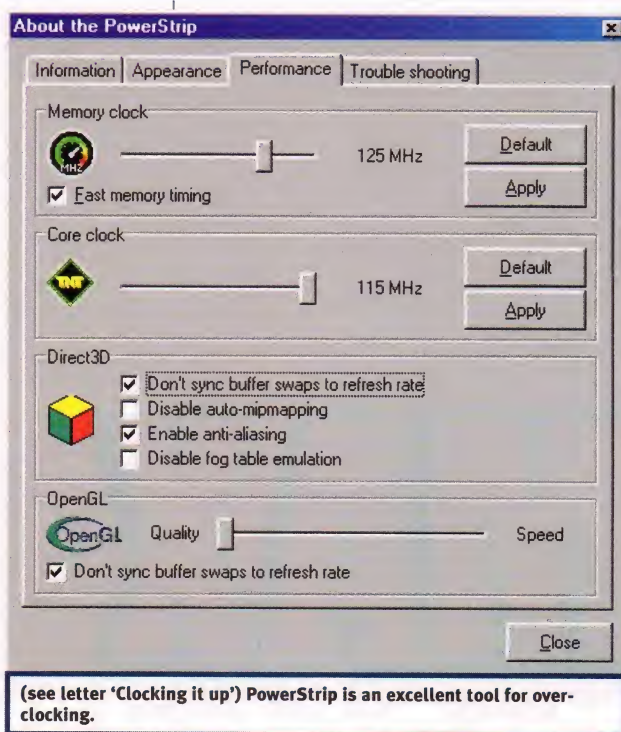 About the PowerStrip
Information Appearance Performance Trouble shooting
Memory clock
MHz
125 MHz
Default
Fast memory timing
Apply
Core clock
TNT
115 MHz
Default
Apply
Direct3D
Don't sync buffer swaps to refresh rate
Disable auto-mipmapping
Enable anti-aliasing
Disable fog table emulation
OpenGL
OpenGL Quality Speed
Don't sync buffer swaps to refresh rate
Close
(see letter ‘Clocking it up’) PowerStrip is an excellent tool for over-
clocking.